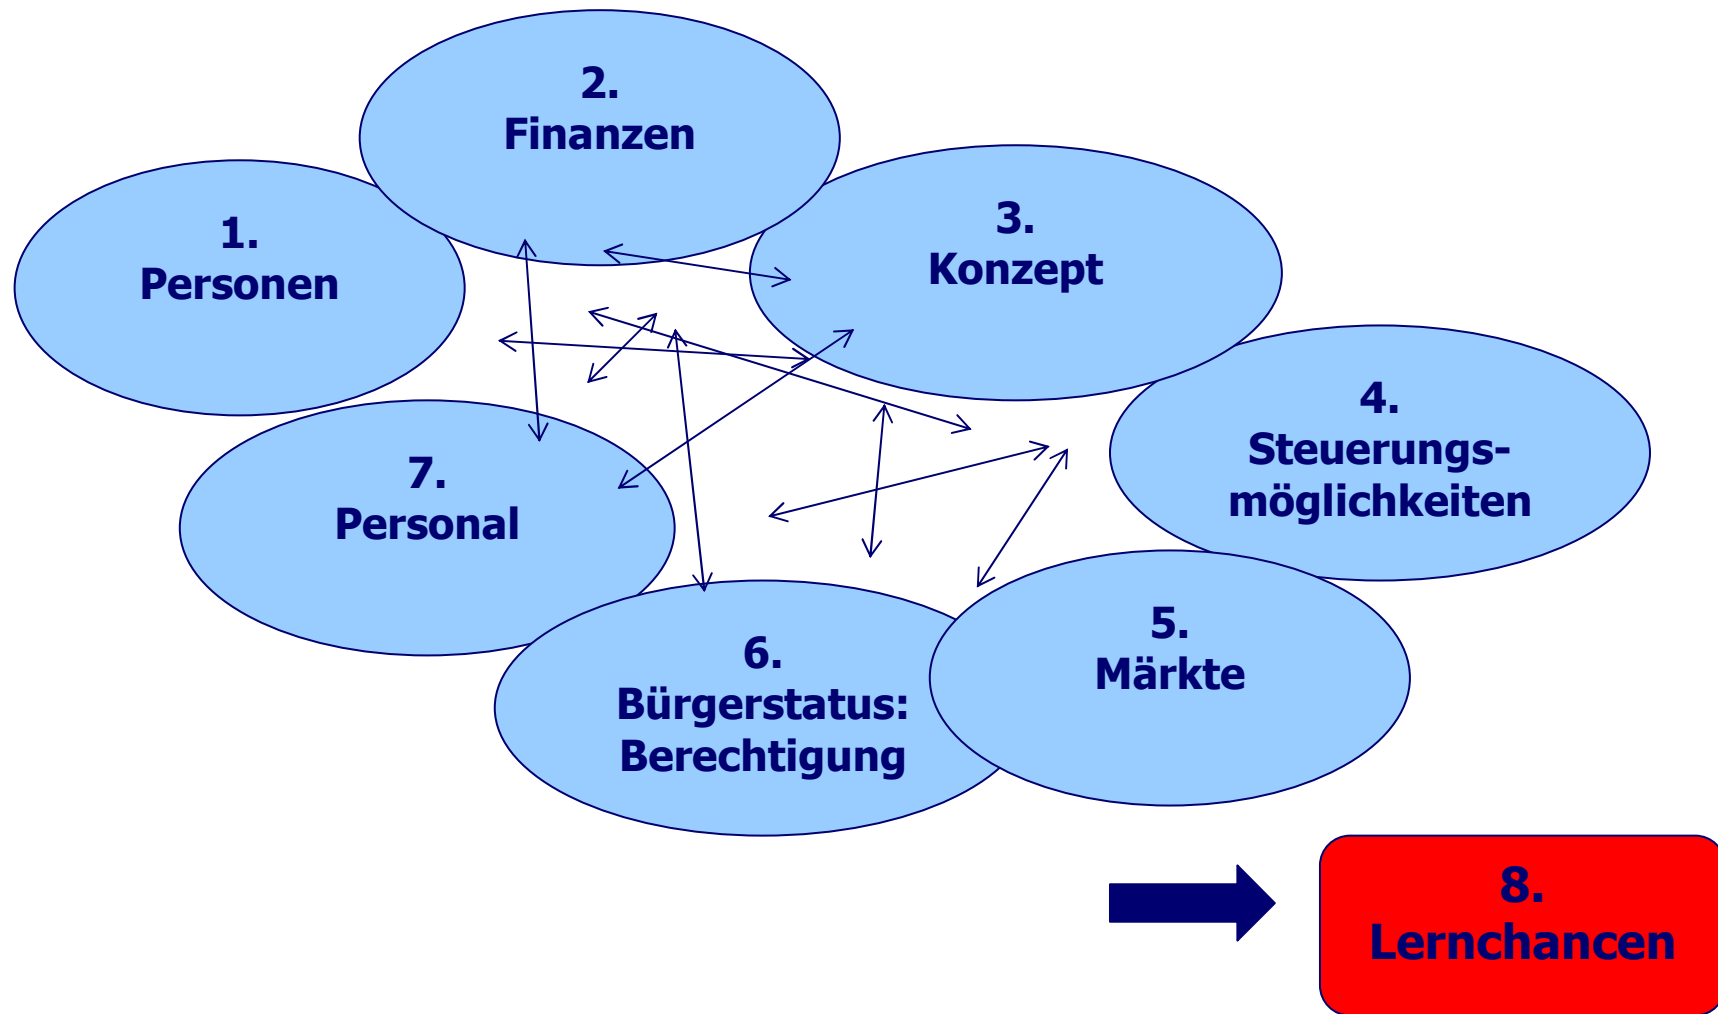 1.
Personen
2.
Finanzen
3.
Konzept
4.
Steuerungs-
möglichkeiten
5.
Märkte
6.
Bürgerstatus:
Berechtigung
7.
Personal
8.
Lernchancen